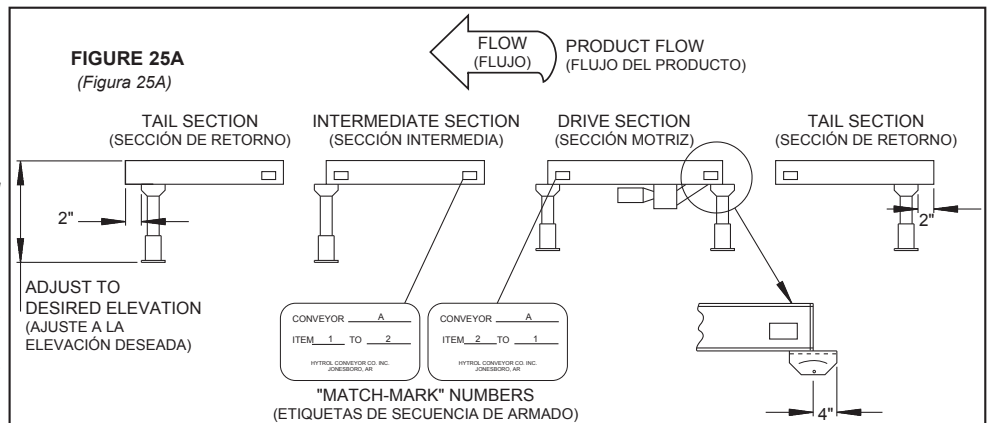 FIGURE 25A
(Figura 25A)
FLOW
(FLUJO)
PRODUCT FLOW
(FLUJO DEL PRODUCTO)
TAIL SECTION
(SECCIÓN DE RETORNO)
INTERMEDIATE SECTION
(SECCIÓN INTERMEDIA)
DRIVE SECTION
(SECCIÓN MOTRIZ)
TAIL SECTION
(SECCIÓN DE RETORNO)
2"
2"
ADJUST TO
DESIRED ELEVATION
(AJUSTE A LA
ELEVACIÓN DESEADA)
CONVEYOR A
ITEM 1 TO 2
HYTROL CONVEYOR CO. INC.
JONESBORO, AR
CONVEYOR A
ITEM 2 TO 1
HYTROL CONVEYOR CO. INC.
JONESBORO, AR
"MATCH-MARK" NUMBERS
(ETIQUETAS DE SECUENCIA DE ARMADO)
4"